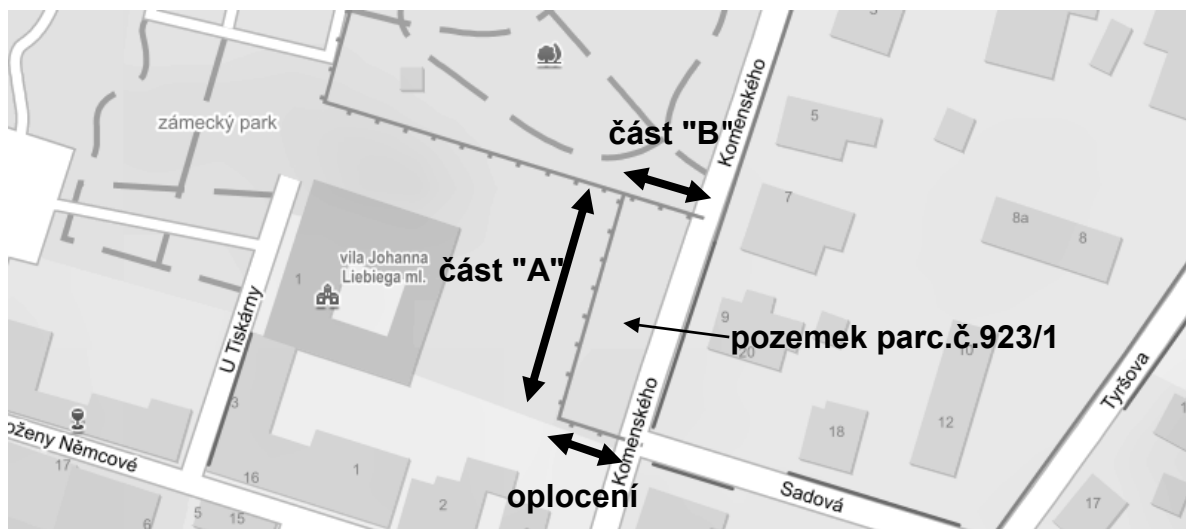 zámecký park
část "B"
Komenského
5
7
8a
8
vila Johanna
Liebiega ml.
1
část "A"
U Tiskárny
9
20
pozemek parc.č.923/1
10
Tyršova
3
Komenského
12
18
oženy Němcové
17
16
1
2
oplocení
Sadová
17
6
5
15